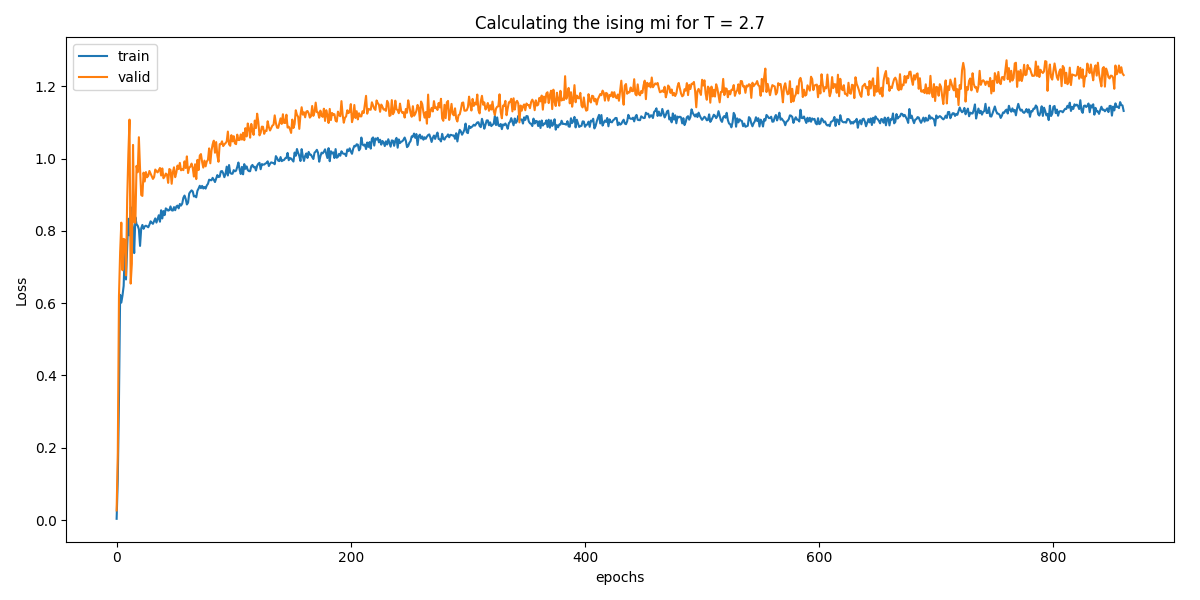 Calculating the ising mi for T = 2.7
train
valid
Loss
1.2
1.0
0.8
0.6
0.4
0.2
0.0
0
200
400
600
800
epochs